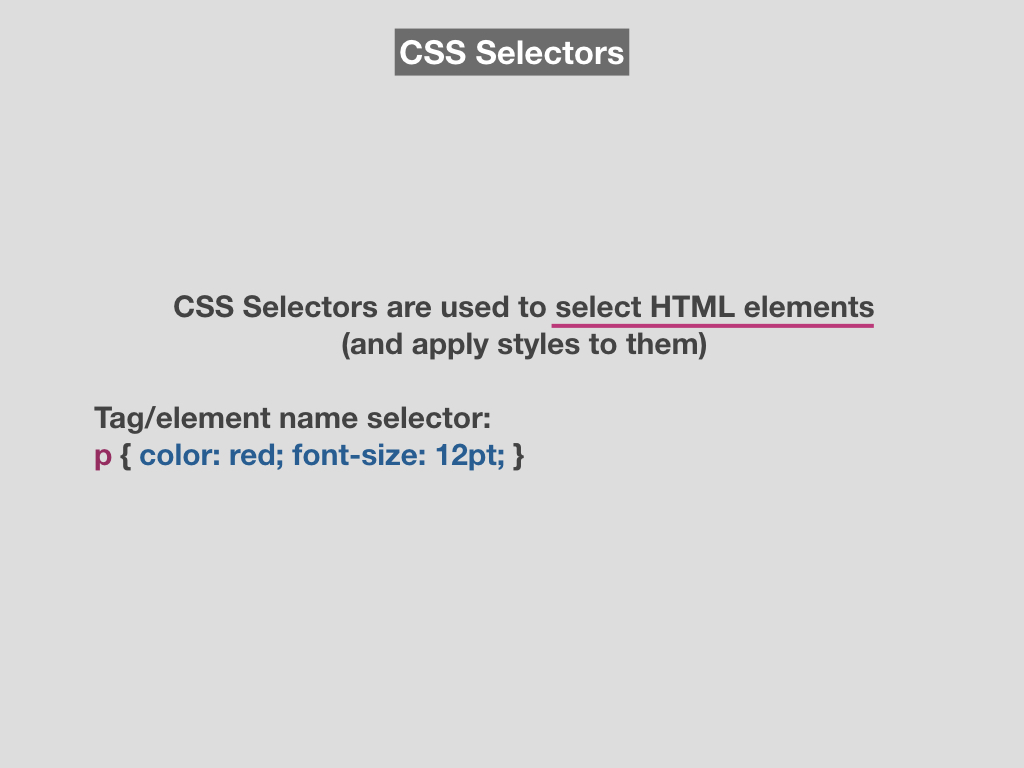 CSS Selectors
CSS Selectors are used to select HTML elements
(and apply styles to them)
Tag/element name selector:
p { color: red; font-size: 12pt; }